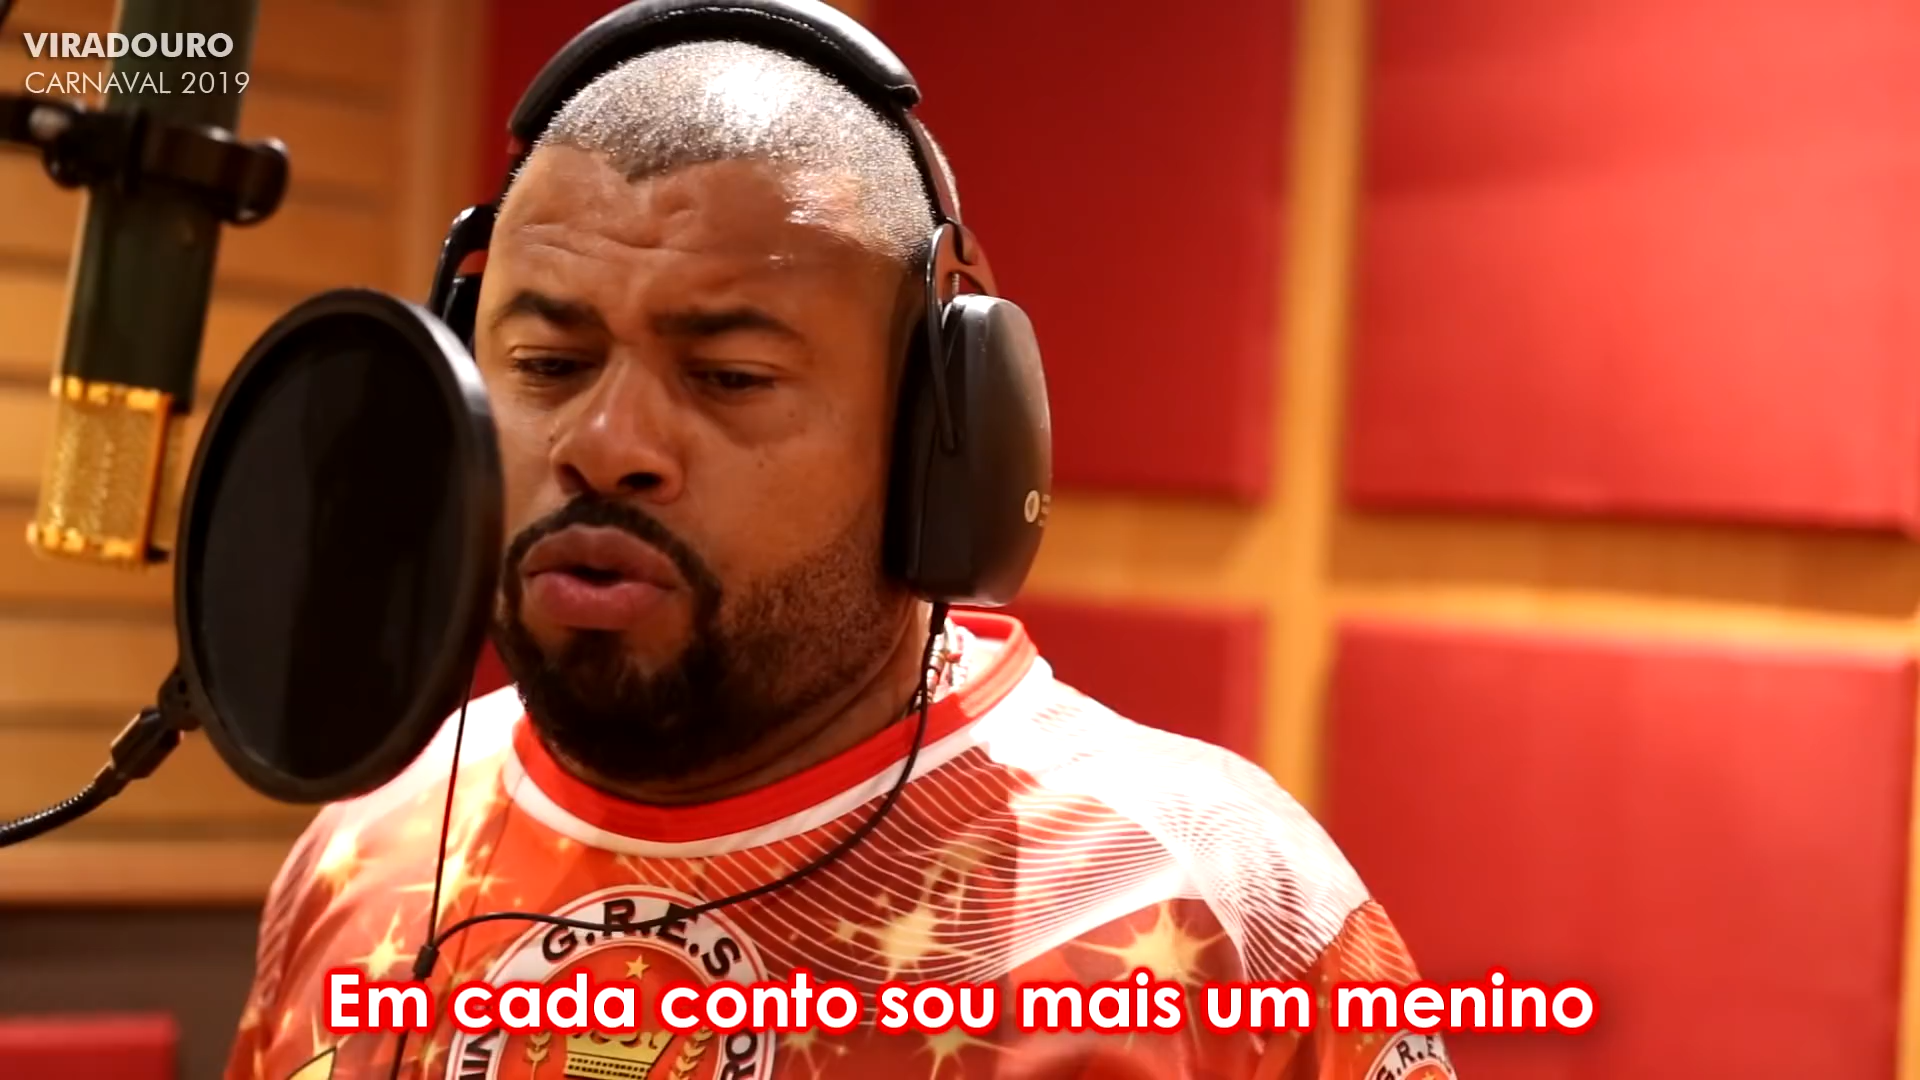 VIRADOURO
CARNAVAL 2019
G.R.E.S
Em cada conto sou mais um menino
G.R.E.